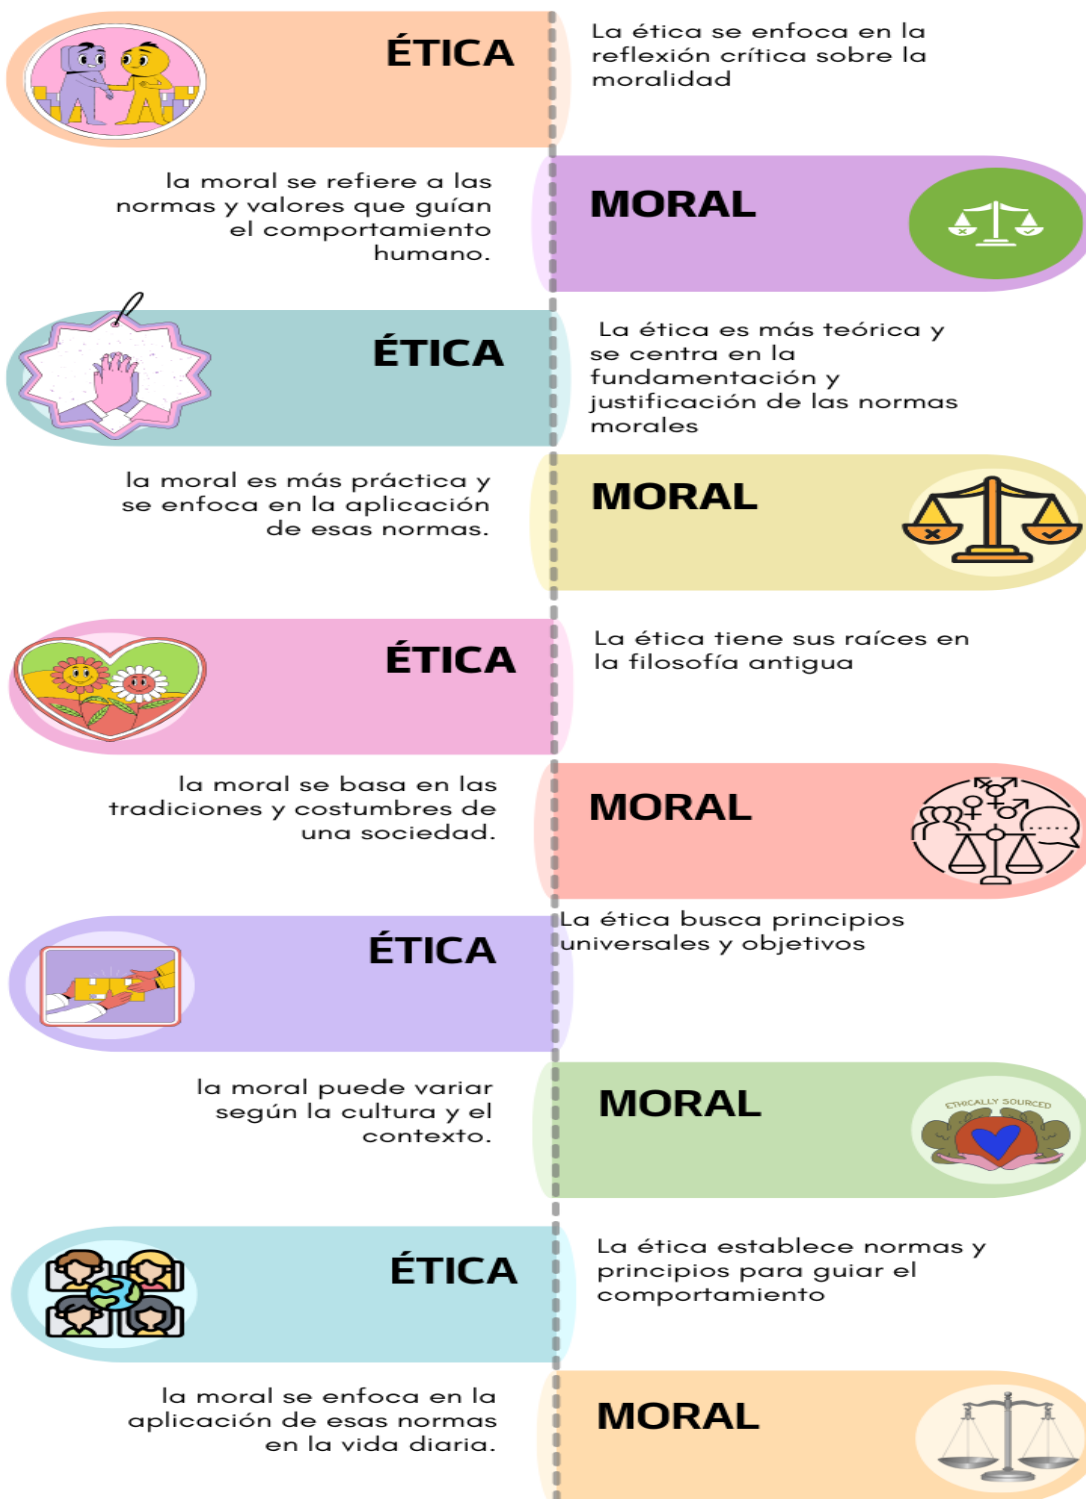 ÉTICA
La ética se enfoca en la
reflexión crítica sobre la
moralidad
la moral se refiere a las
normas y valores que guían
el comportamiento
humano.
MORAL
ÉTICA
La ética es más teórica y
se centra en la
fundamentación y
justificación de las normas
morales
la moral es más práctica y
se enfoca en la aplicación
de esas normas.
MORAL
ÉTICA
La ética tiene sus raíces en
la filosofía antigua
la moral se basa en las
tradiciones y costumbres de
una sociedad.
MORAL
ÉTICA
La ética busca principios
universales y objetivos
la moral puede variar
según la cultura y el
contexto.
MORAL
ETHICALLY SOURCED
ÉTICA
La ética establece normas y
principios para guiar el
comportamiento
la moral se enfoca en la
aplicación de esas normas
en la vida diaria.
MORAL